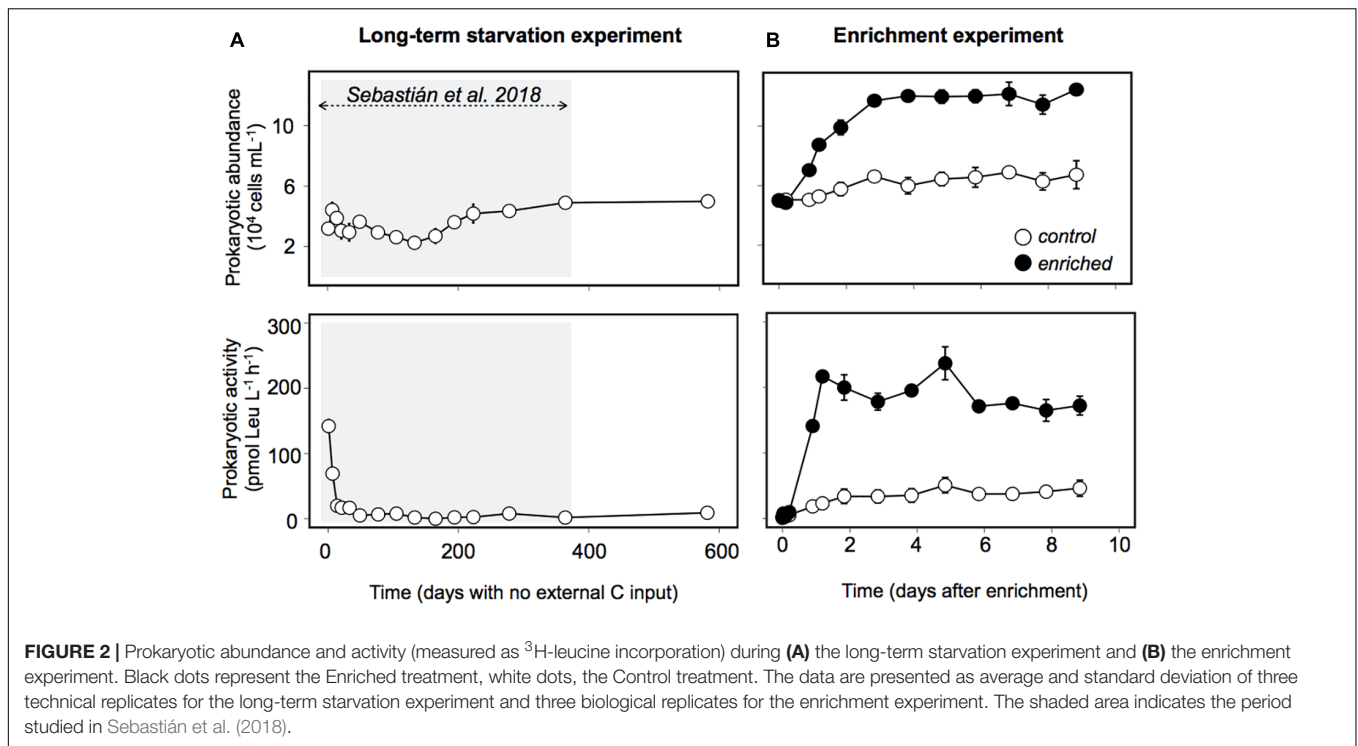 A
Long-term starvation experiment
B
Enrichment experiment
Prokaryotic abundance
(10⁴ cells mL⁻¹)
Sebastián et al. 2018
10
6
2
control
enriched
Prokaryotic activity
(pmol Leu L⁻¹ h⁻¹)
300
200
100
0
0
200
400
600
0
2
4
6
8
10
Time (days with no external C input)
Time (days after enrichment)
FIGURE 2 | Prokaryotic abundance and activity (measured as ³H-leucine incorporation) during (A) the long-term starvation experiment and (B) the enrichment
experiment. Black dots represent the Enriched treatment, white dots, the Control treatment. The data are presented as average and standard deviation of three
technical replicates for the long-term starvation experiment and three biological replicates for the enrichment experiment. The shaded area indicates the period
studied in Sebastián et al. (2018).